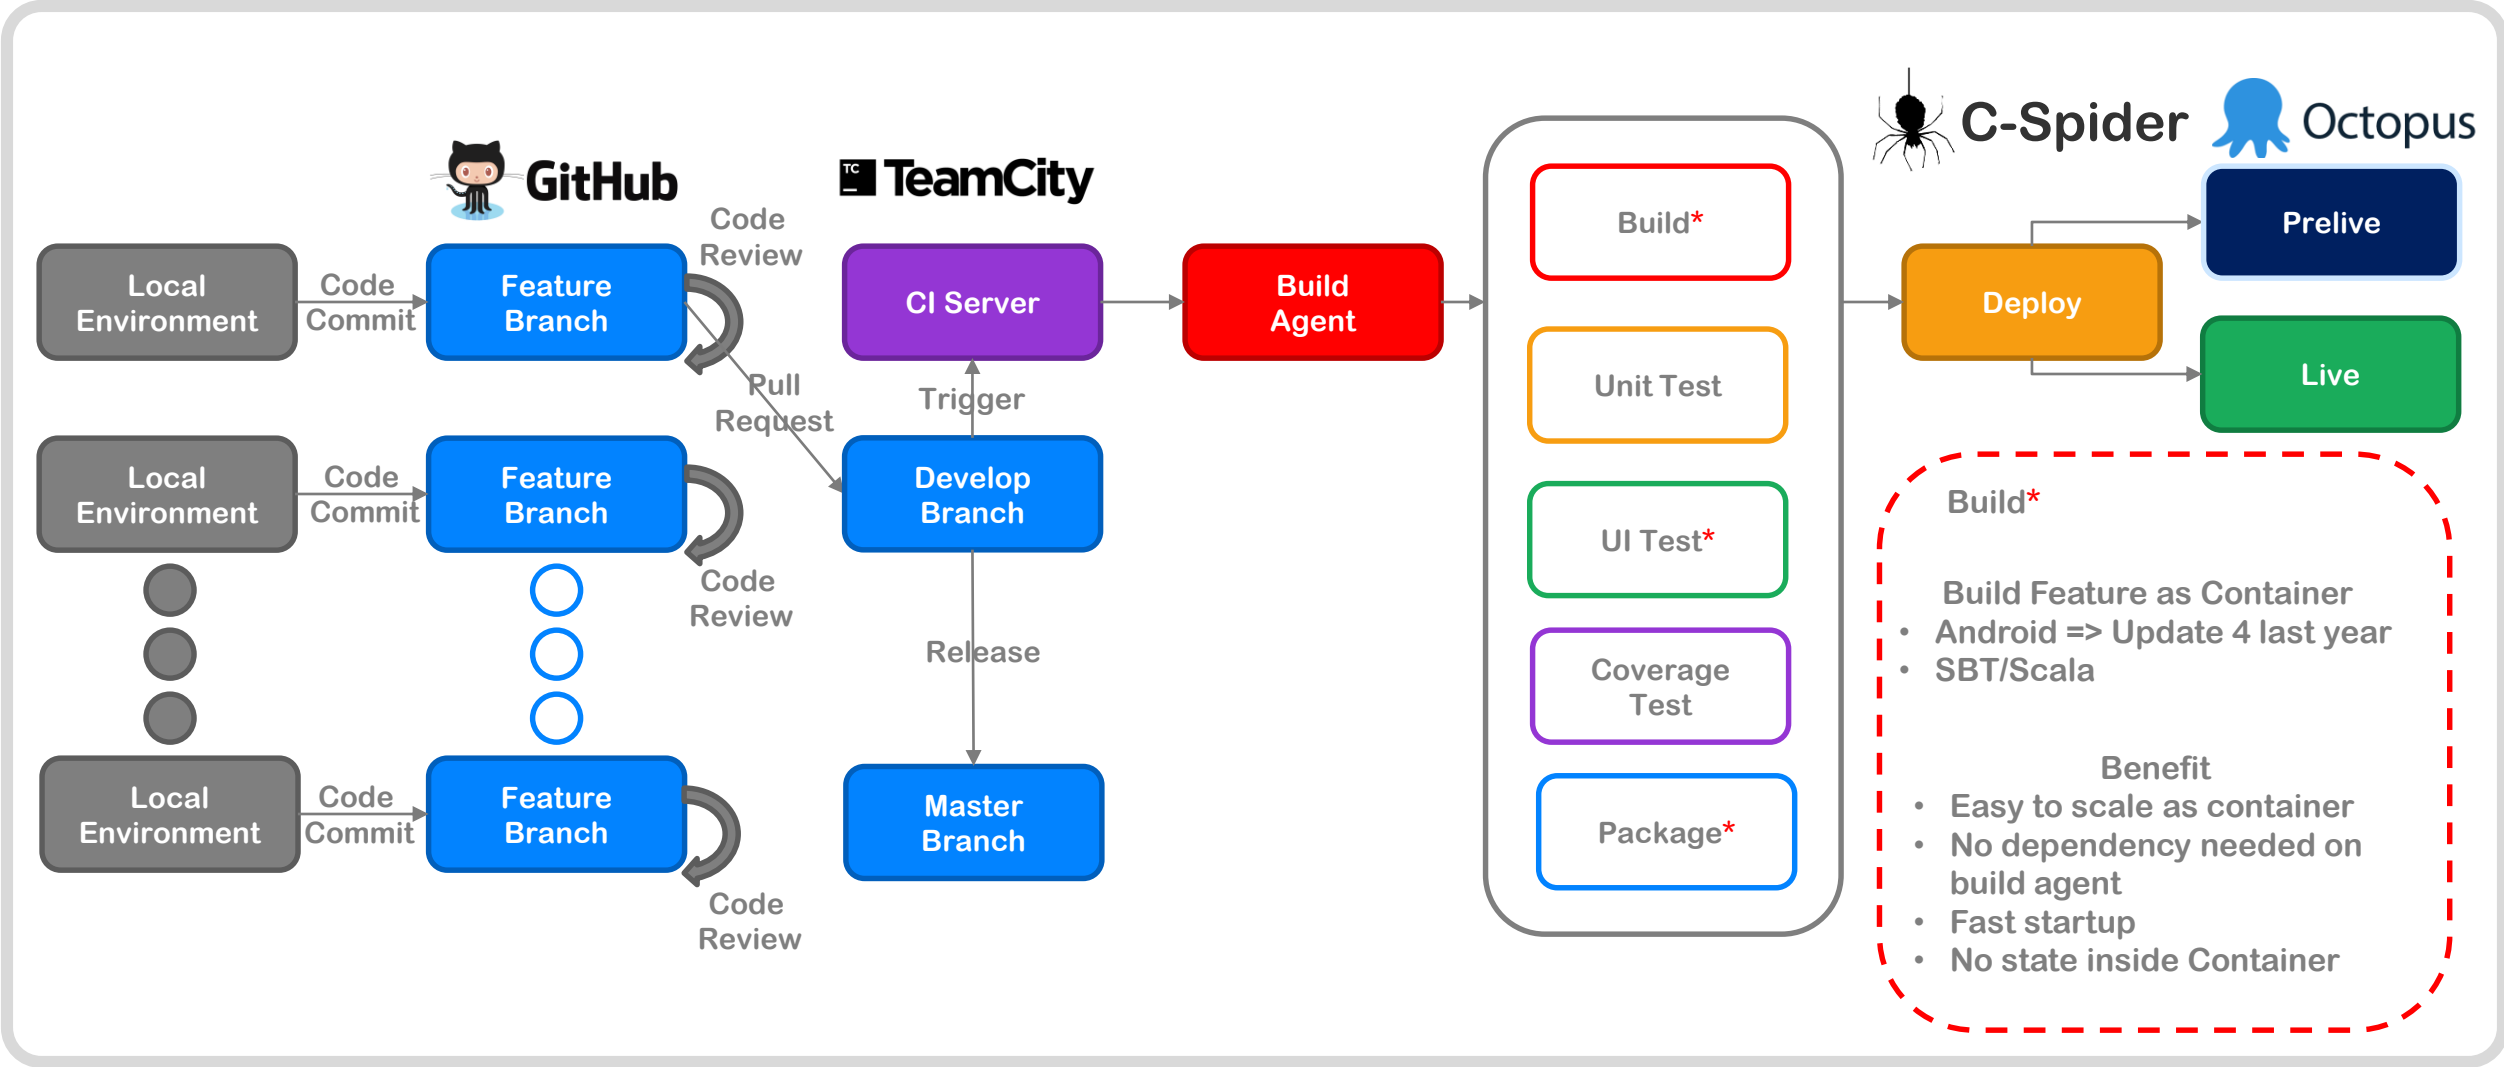 GitHub
TC
TeamCity
C-Spider
Octopus
Local
Environment
Code
Commit
Feature
Branch
Code
Review
Pull
Request
CI Server
Trigger
Build
Agent
Build*
Unit Test
UI Test*
Coverage
Test
Package*
Deploy
Prelive
Live
Local
Environment
Code
Commit
Feature
Branch
Code
Review
Develop
Branch
Release
Local
Environment
Code
Commit
Feature
Branch
Code
Review
Master
Branch
Build*
Build Feature as Container
• Android => Update 4 last year
• SBT/Scala
Benefit
• Easy to scale as container
• No dependency needed on
build agent
• Fast startup
• No state inside Container